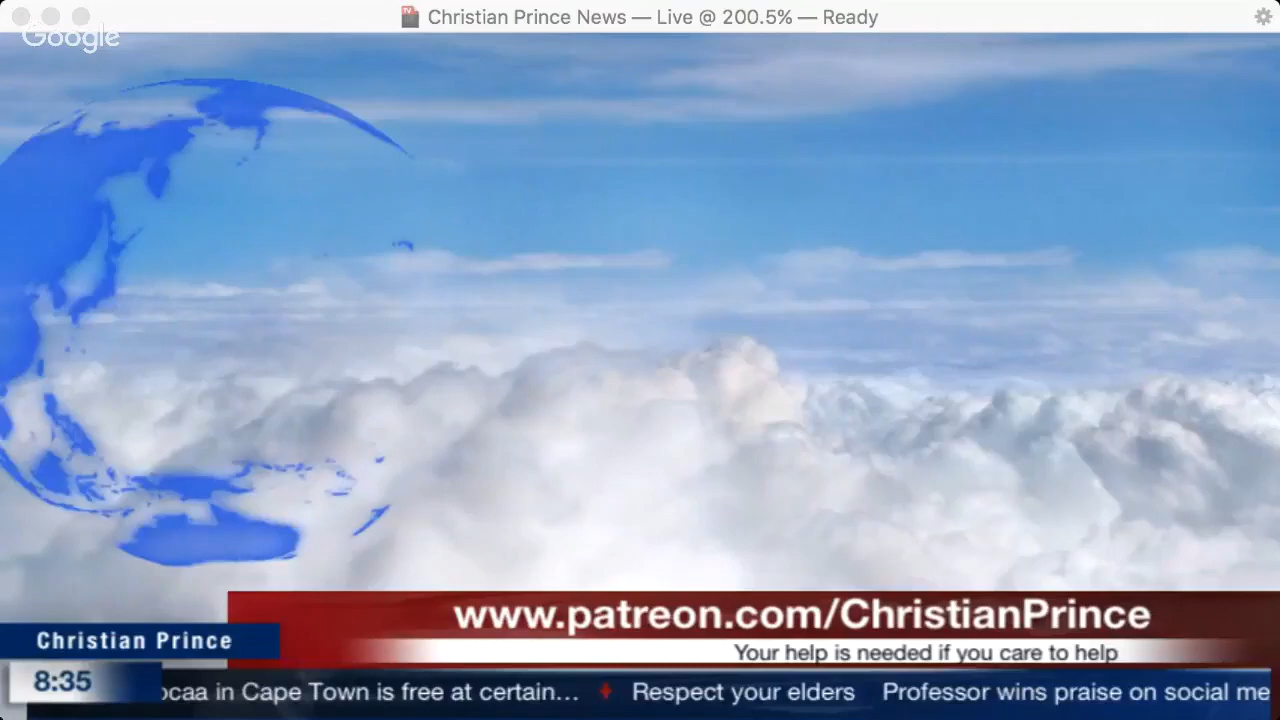 Christian Prince News — Live @ 200.5% — Ready
Google
www.patreon.com/ChristianPrince
Christian Prince
Your help is needed if you care to help
8:35
ocaa in Cape Town is free at certain... Respect your elders Professor wins praise on social me